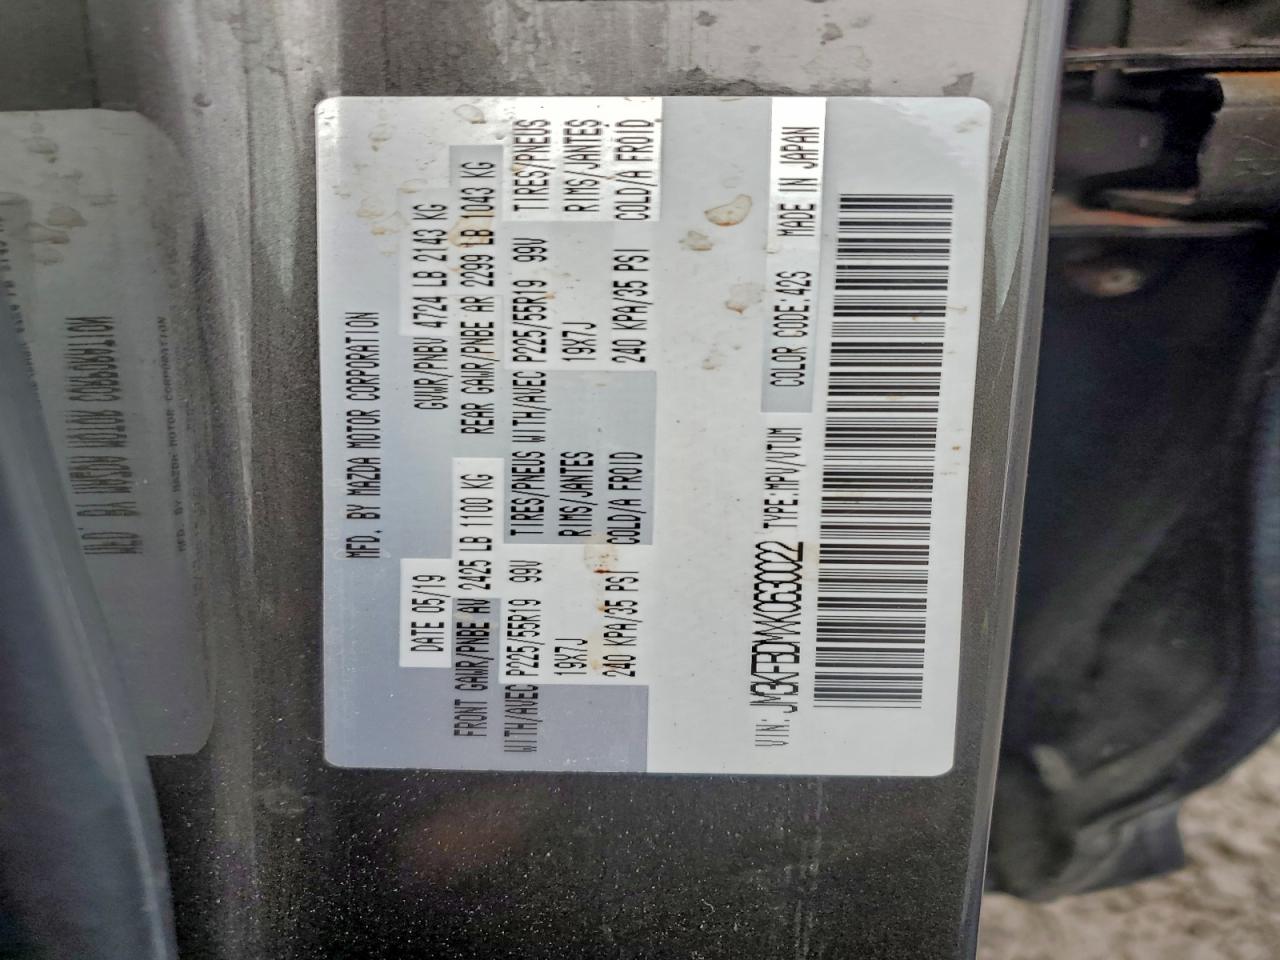 MFD. BY MAZDA MOTOR CORPORATION
DATE 05/19 GVWR/PNBV 4724 LB 2143 KG
FRONT GAWR/PNBE AV 2425 LB 1100 KG REAR GAWR/PNBE AR 2299 LB 1043 KG
WITH/AVEC P225/55R19 99V TIRES/PNEUS WITH/AVEC P225/55R19 99V TIRES/PNEUS
19X7J RIMS/JANTES 19X7J RIMS/JANTES
240 KPA/35 PSI COLD/A FROID 240 KPA/35 PSI COLD/A FROID
VIN: TYPE:MPV/VTUM COLOR CODE:42S MADE IN JAPAN